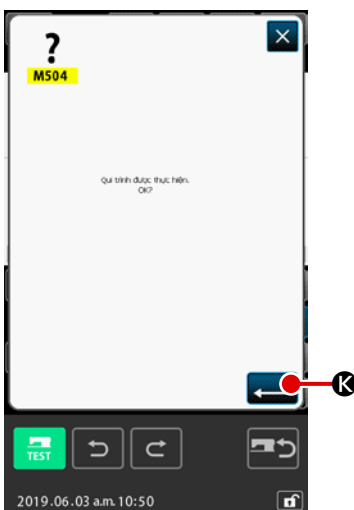 ?
M504
Qui trình được thực hiện.
OK?
K
TEST
2019.06.03 a.m. 10:50